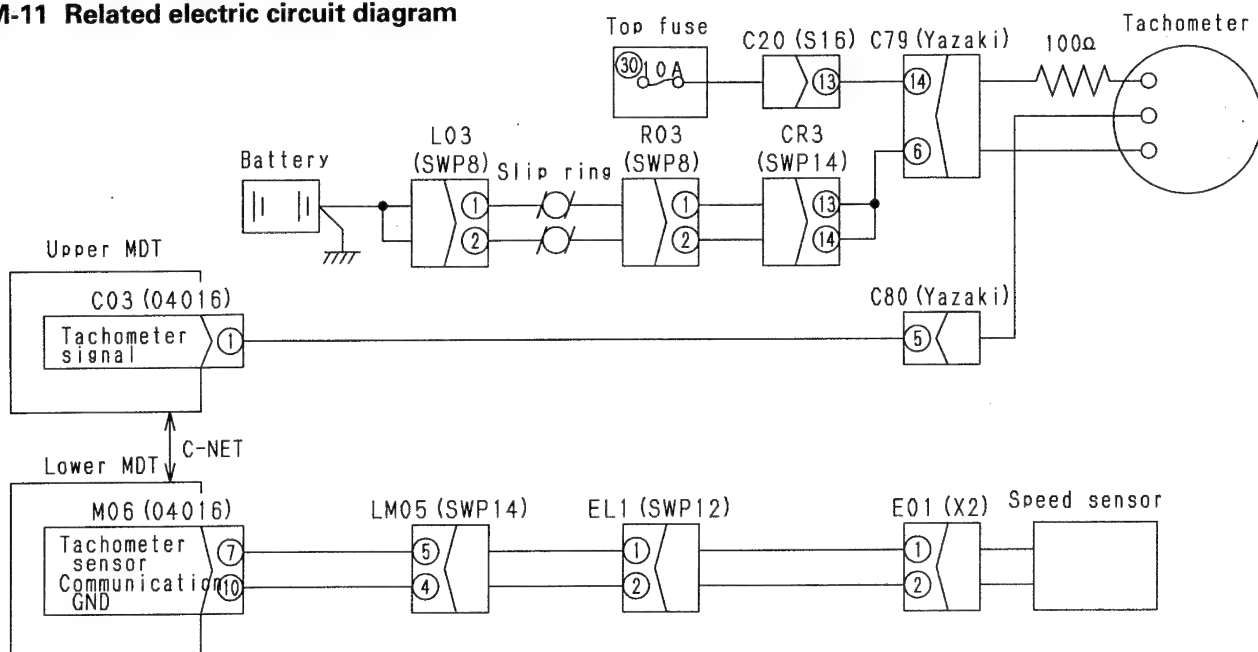 M-11 Related electric circuit diagram
Top fuse
30
10A
C20 (S16)
13
C79 (Yazaki)
14
6
100Ω
Tachometer
Battery
L03
(SWP8)
1
2
Slip ring
R03
(SWP8)
1
2
CR3
(SWP14)
13
14
Upper MDT
C03 (04016)
Tachometer
signal
1
C80 (Yazaki)
5
C-NET
Lower MDT
M06 (04016)
Tachometer
sensor
Communication
GND
7
10
LM05 (SWP14)
5
4
EL1 (SWP12)
1
2
E01 (X2)
1
2
Speed sensor